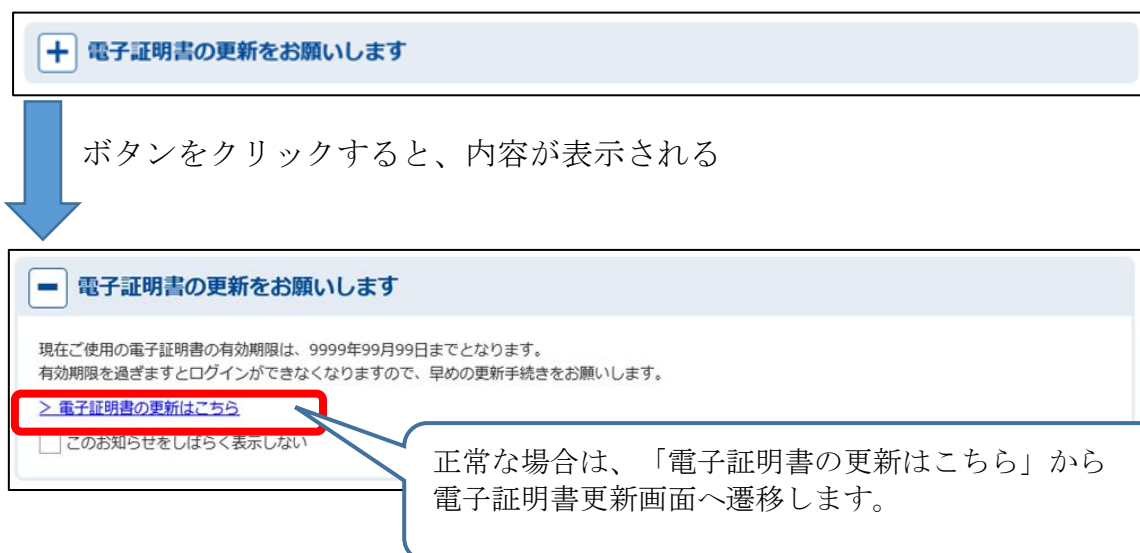 電子証明書の更新をお願いします
ボタンをクリックすると、内容が表示される
電子証明書の更新をお願いします
現在ご使用の電子証明書の有効期限は、9999年99月99日までとなります。
有効期限を過ぎますとログインができなくなりますので、早めの更新手続きをお願いします。
> 電子証明書の更新はこちら
このお知らせをしばらく表示しない
正常な場合は、「電子証明書の更新はこちら」から
電子証明書更新画面へ遷移します。